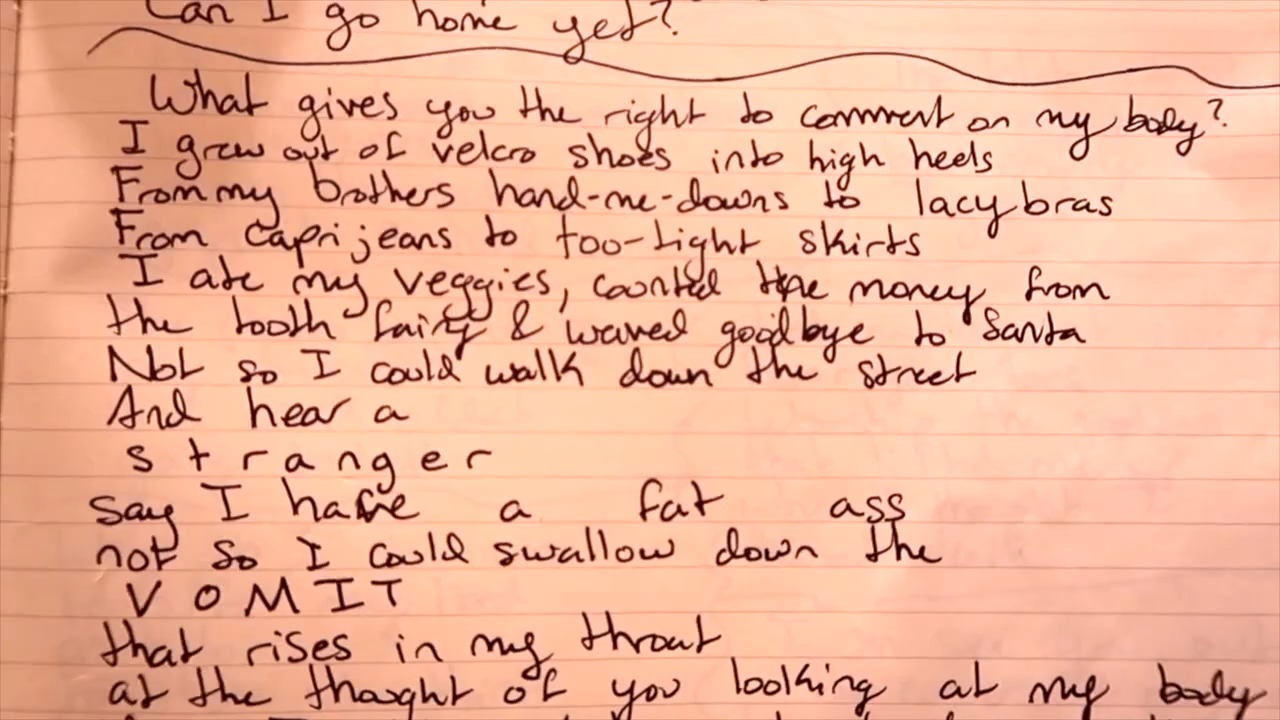 Can I go home yet?
What gives you the right to comment on my body?
I grew out of velcro shoes into high heels
From my brothers hand-me-downs to lacy bras
From Capri jeans to too-tight skirts
I ate my veggies, counted the money from
the tooth fairy & waved goodbye to Santa
Not so I could walk down the street
And hear a
s t r a n g e r
say I have a fat ass
not so I could swallow down the
V O M I T
that rises in my throat
at the thought of you looking at my body